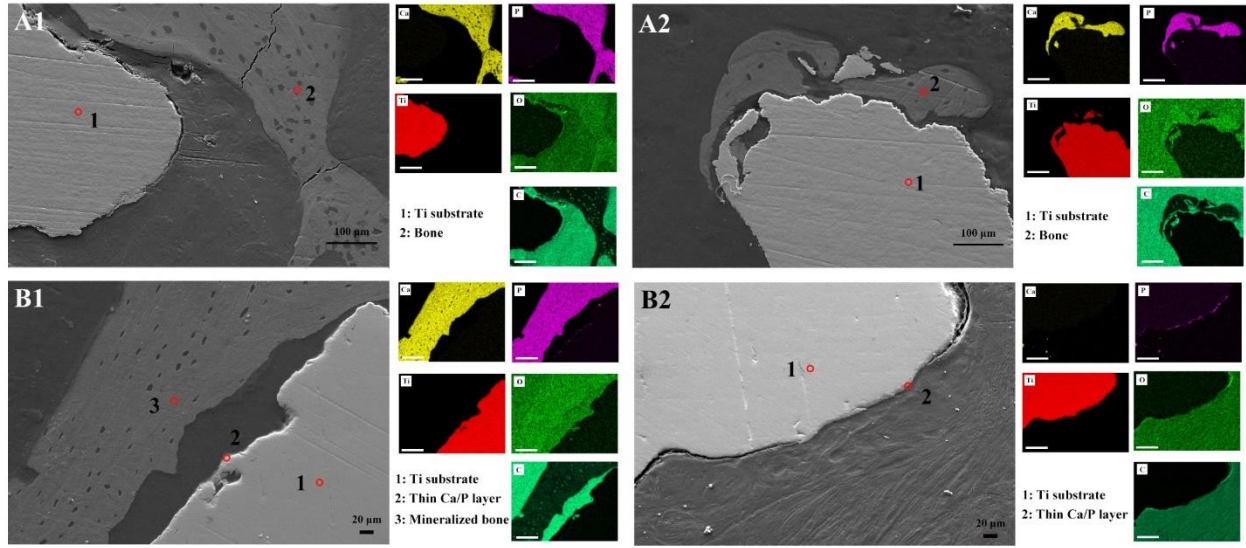 A1
1
2
100 µm
Ca
P
Ti
O
C
1: Ti substrate
2: Bone
A2
2
1
100 µm
Ca
P
Ti
O
C
1: Ti substrate
2: Bone
B1
3
2
1
20 µm
Ca
P
Ti
O
C
1: Ti substrate
2: Thin Ca/P layer
3: Mineralized bone
B2
1
2
20 µm
Ca
P
Ti
O
C
1: Ti substrate
2: Thin Ca/P layer